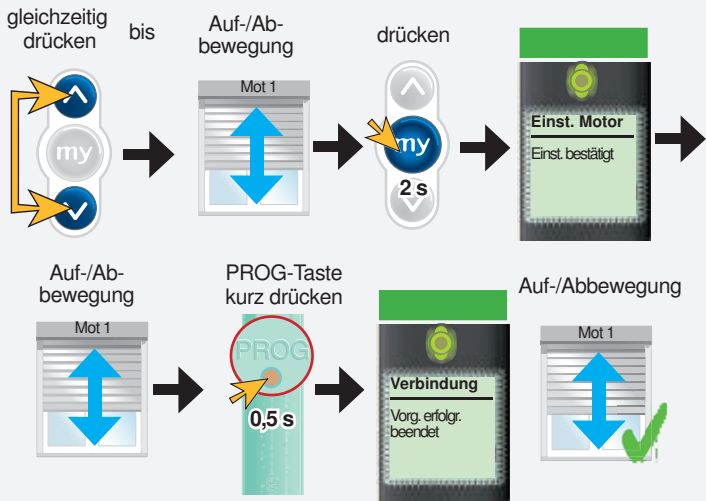 gleichzeitig
drücken
bis
Auf-/Ab-
bewegung
drücken
Mot 1
my
my
2 s
Einst. Motor
Einst. bestätigt
Auf-/Ab-
bewegung
PROG-Taste
kurz drücken
Auf-/Abbewegung
Mot 1
PROG
0,5 s
Verbindung
Vorg. erfolgr.
beendet
Mot 1